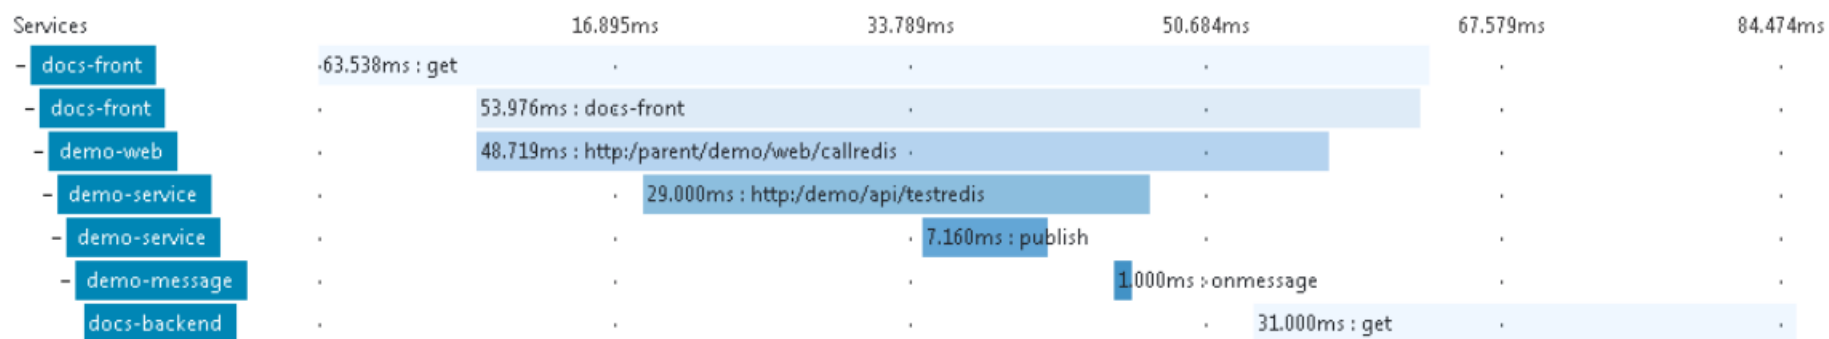 Services 16.895ms 33.789ms 50.684ms 67.579ms 84.474ms
– docs-front 63.538ms : get
– docs-front 53.976ms : docs-front
– demo-web 48.719ms : http:/parent/demo/web/callredis
– demo-service 29.000ms : http:/demo/api/testredis
– demo-service 7.160ms : publish
– demo-message 1.000ms : onmessage
docs-backend 31.000ms : get